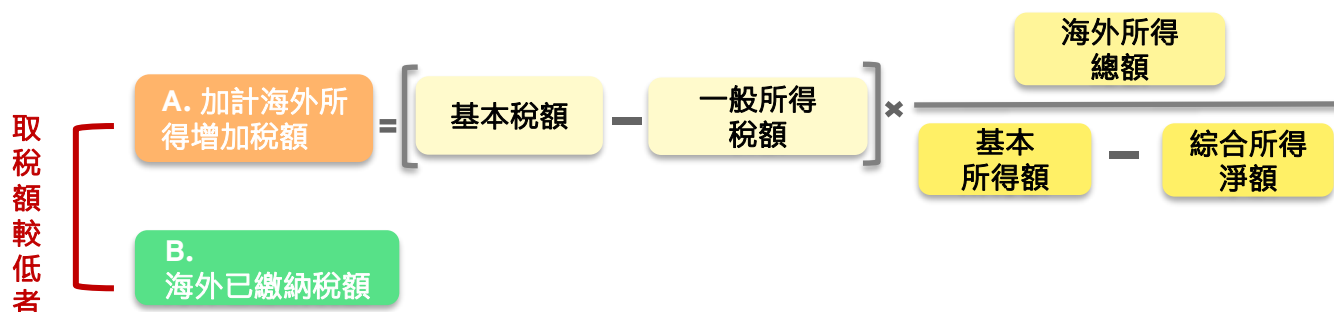 取稅額較低者
A. 加計海外所
得增加稅額
=
[
基本稅額
−
一般所得
稅額
]
×
海外所得
總額
基本
所得額
−
綜合所得
淨額
B.
海外已繳納稅額